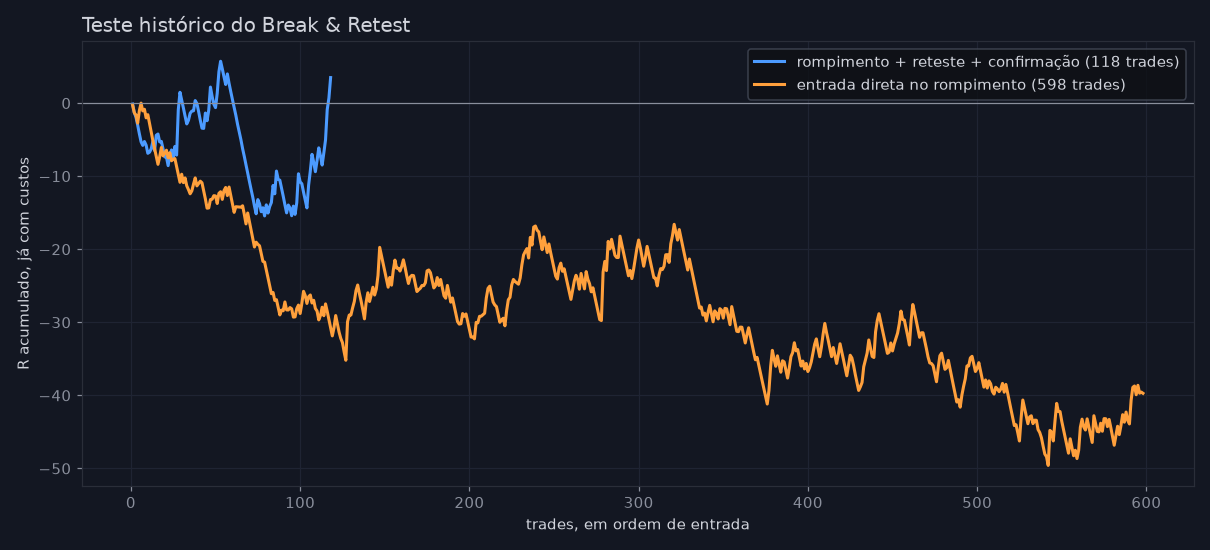 Teste histórico do Break & Retest
rompimento + reteste + confirmação (118 trades)
entrada direta no rompimento (598 trades)
R acumulado, já com custos
0
−10
−20
−30
−40
−50
0 100 200 300 400 500 600
trades, em ordem de entrada